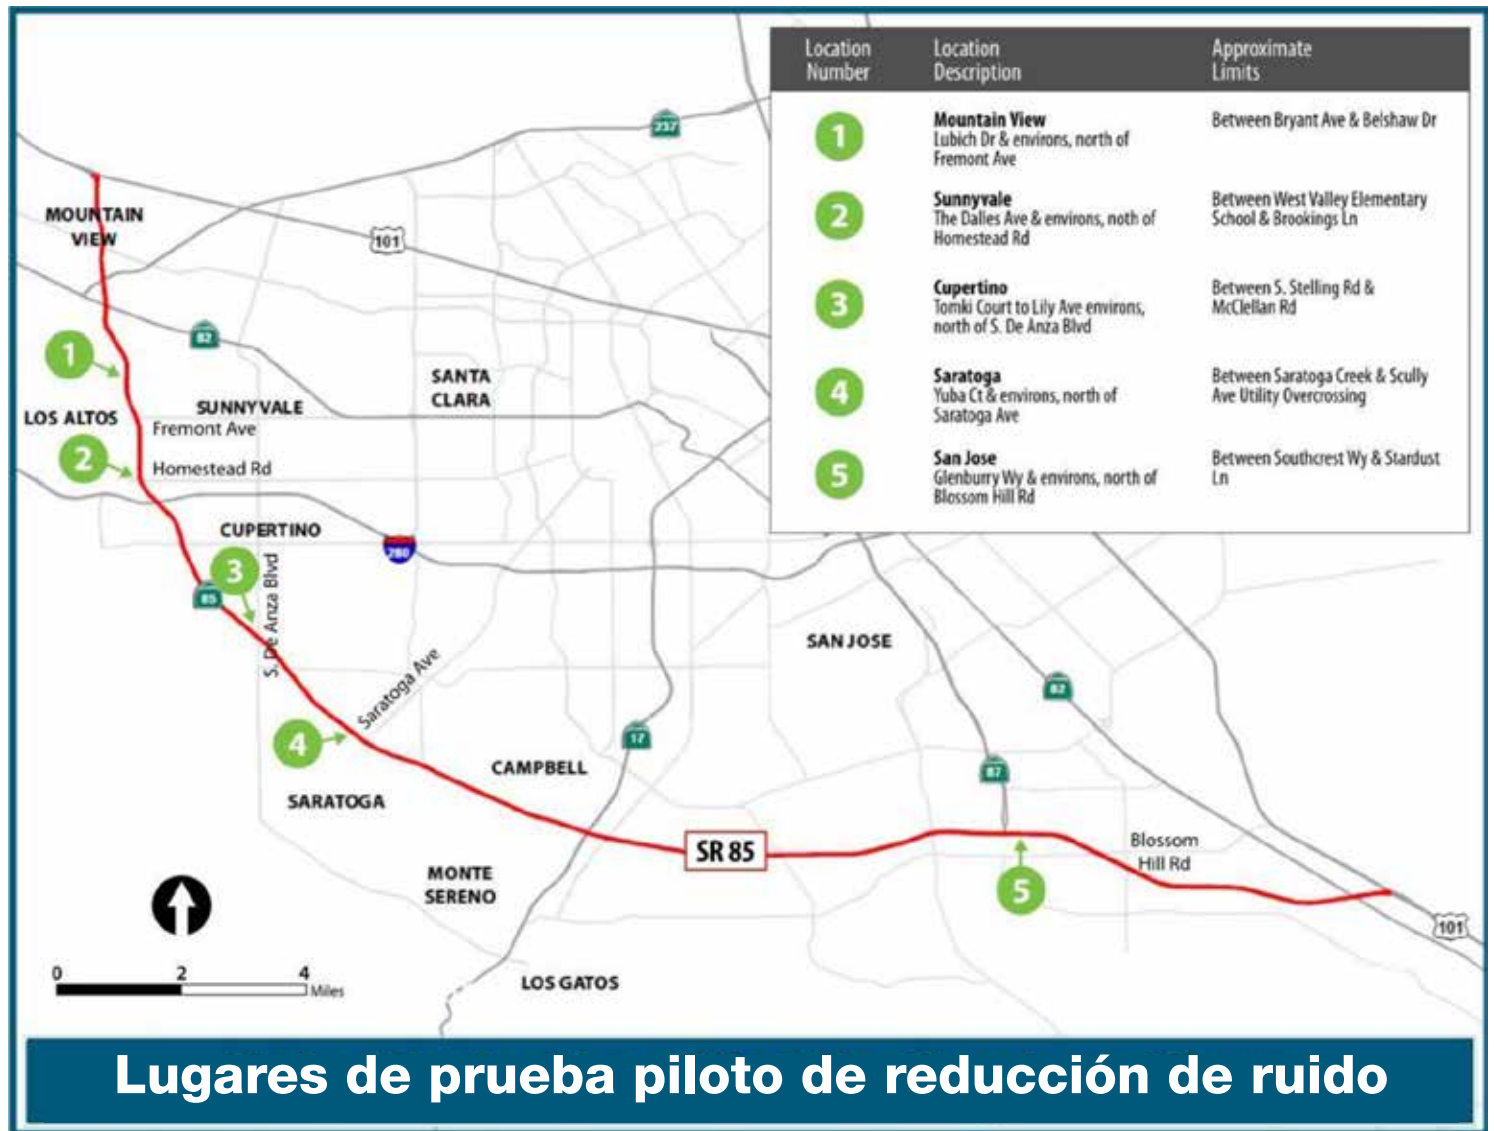 Location
Number
Location
Description
Approximate
Limits
1
Mountain View
Lubich Dr & environs, north of
Fremont Ave
Between Bryant Ave & Belshaw Dr
2
Sunnyvale
The Dalles Ave & environs, noth of
Homestead Rd
Between West Valley Elementary
School & Brookings Ln
3
Cupertino
Tomki Court to Lily Ave environs,
north of S. De Anza Blvd
Between S. Stelling Rd &
McClellan Rd
4
Saratoga
Yuba Ct & environs, north of
Saratoga Ave
Between Saratoga Creek & Scully
Ave Utility Overcrossing
5
San Jose
Glenburry Wy & environs, north of
Blossom Hill Rd
Between Southcrest Wy & Stardust
Ln
237
MOUNTAIN
VIEW
101
82
1
SANTA
CLARA
LOS ALTOS
SUNNYVALE
Fremont Ave
2
Homestead Rd
CUPERTINO
280
3
85
S. De Anza Blvd
SAN JOSE
Saratoga Ave
82
4
17
CAMPBELL
87
SARATOGA
SR 85
Blossom
Hill Rd
MONTE
SERENO
5
101
0 2 4
Miles
LOS GATOS
Lugares de prueba piloto de reducción de ruido